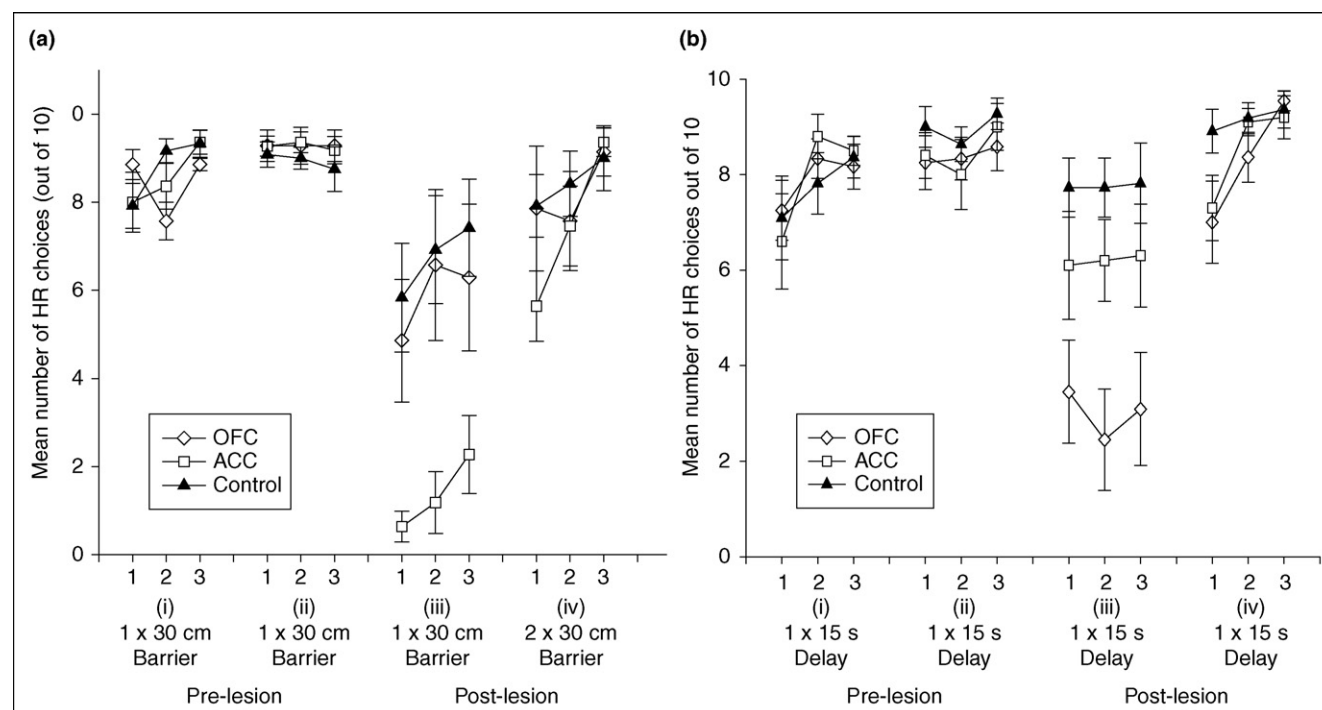 (a)
Mean number of HR choices (out of 10)
0
8
6
4
2
0
OFC
ACC
Control
1 2 3 1 2 3 1 2 3 1 2 3
(i) (ii) (iii) (iv)
1 x 30 cm 1 x 30 cm 1 x 30 cm 2 x 30 cm
Barrier Barrier Barrier Barrier
Pre-lesion Post-lesion
(b)
Mean number of HR choices out of 10
10
8
6
4
2
0
OFC
ACC
Control
1 2 3 1 2 3 1 2 3 1 2 3
(i) (ii) (iii) (iv)
1 x 15 s 1 x 15 s 1 x 15 s 1 x 15 s
Delay Delay Delay Delay
Pre-lesion Post-lesion